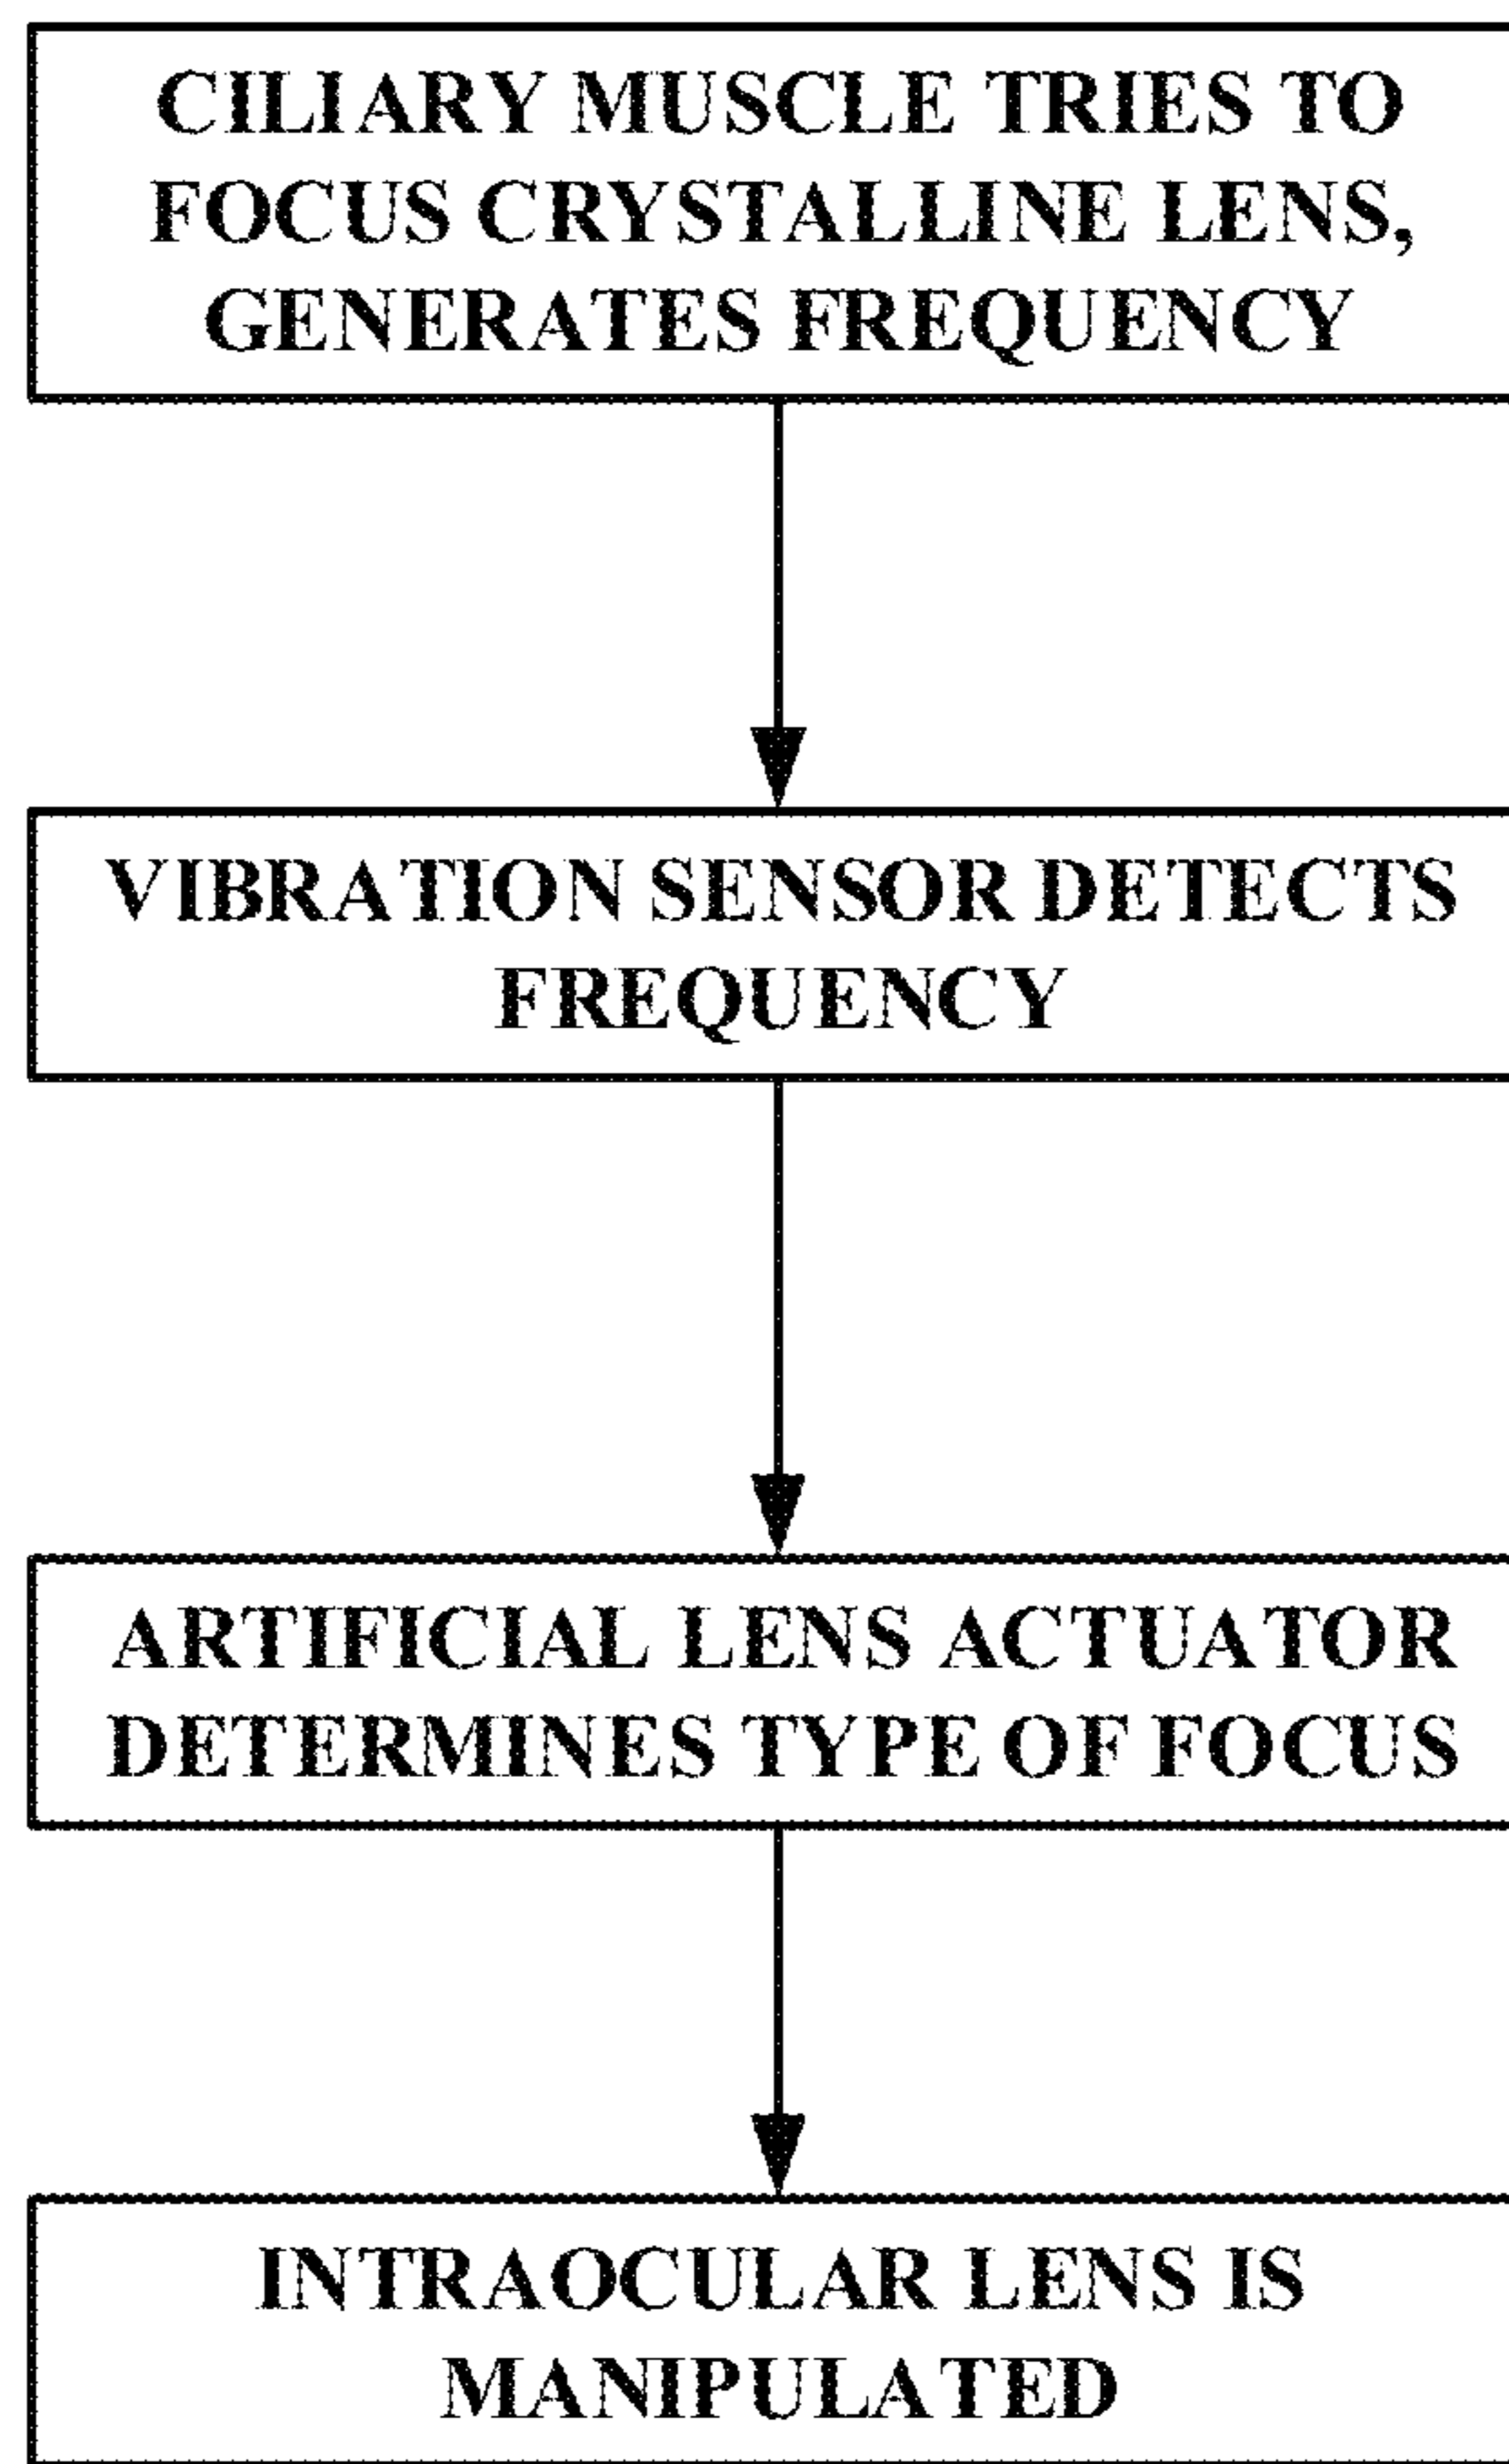 CILIARY MUSCLE TRIES TO
FOCUS CRYSTALLINE LENS,
GENERATES FREQUENCY
VIBRATION SENSOR DETECTS
FREQUENCY
ARTIFICIAL LENS ACTUATOR
DETERMINES TYPE OF FOCUS
INTRAOCULAR LENS IS
MANIPULATED